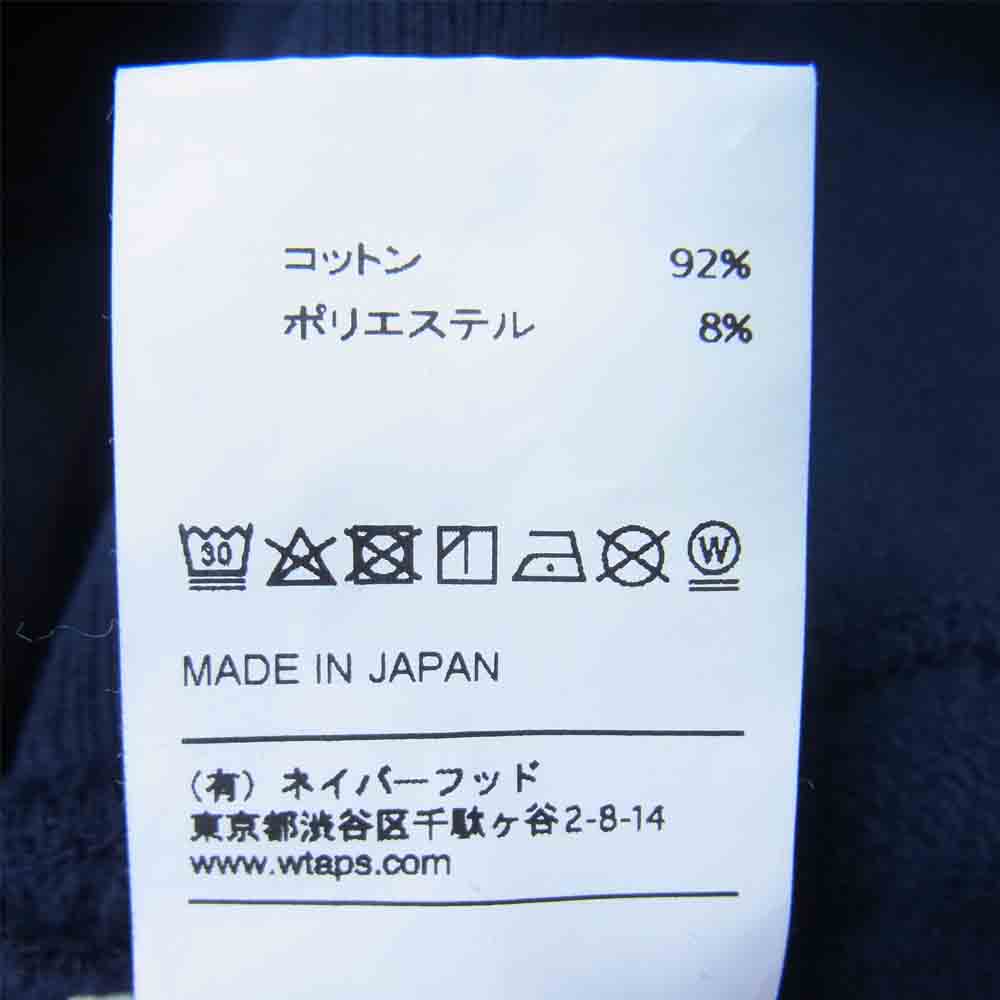 コットン 92%
ポリエステル 8%
30 W
MADE IN JAPAN
(有) ネイバーフッド
東京都渋谷区千駄ヶ谷2-8-14
www.wtaps.com